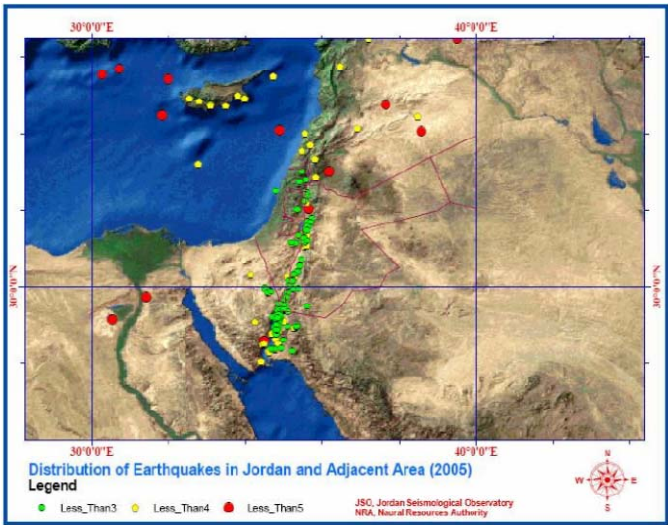 30°0'0"E 40°0'0"E
30°0'0"N 30°0'0"N
30°0'0"E 40°0'0"E
Distribution of Earthquakes in Jordan and Adjacent Area (2005)
Legend
Less_Than3 Less_Than4 Less_Than5
JSO, Jordan Seismological Observatory
NRA, Naural Resources Authority
N
W E
S